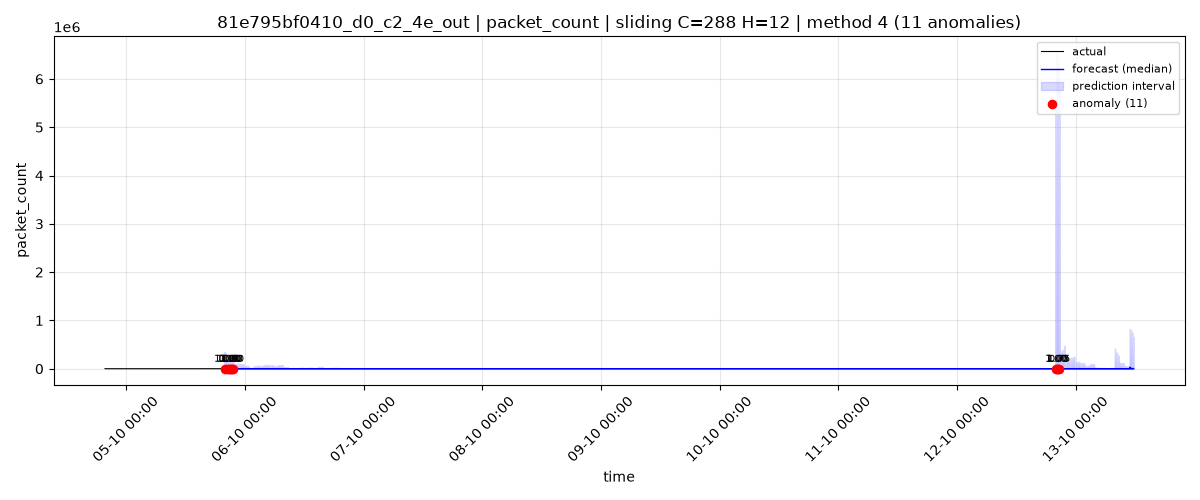 81e795bf0410_d0_c2_4e_out | packet_count | sliding C=288 H=12 | method 4 (11 anomalies)
1e6
actual
forecast (median)
prediction interval
anomaly (11)
6
5
4
3
2
1
0
packet_count
05-10 00:00
06-10 00:00
07-10 00:00
08-10 00:00
09-10 00:00
10-10 00:00
11-10 00:00
12-10 00:00
13-10 00:00
time